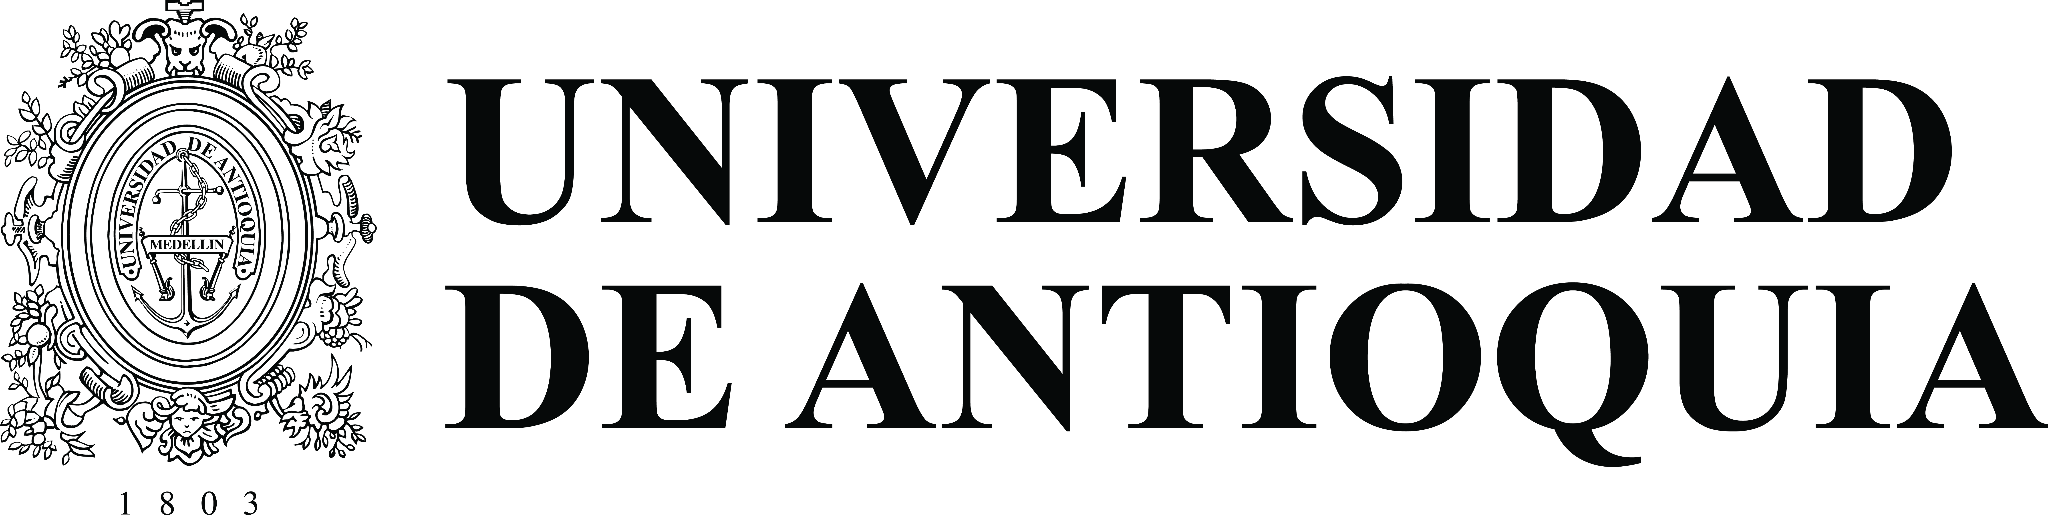 UNIVERSIDAD DE ANTIOQUIA
MEDELLIN
1803
UNIVERSIDAD
DE ANTIOQUIA